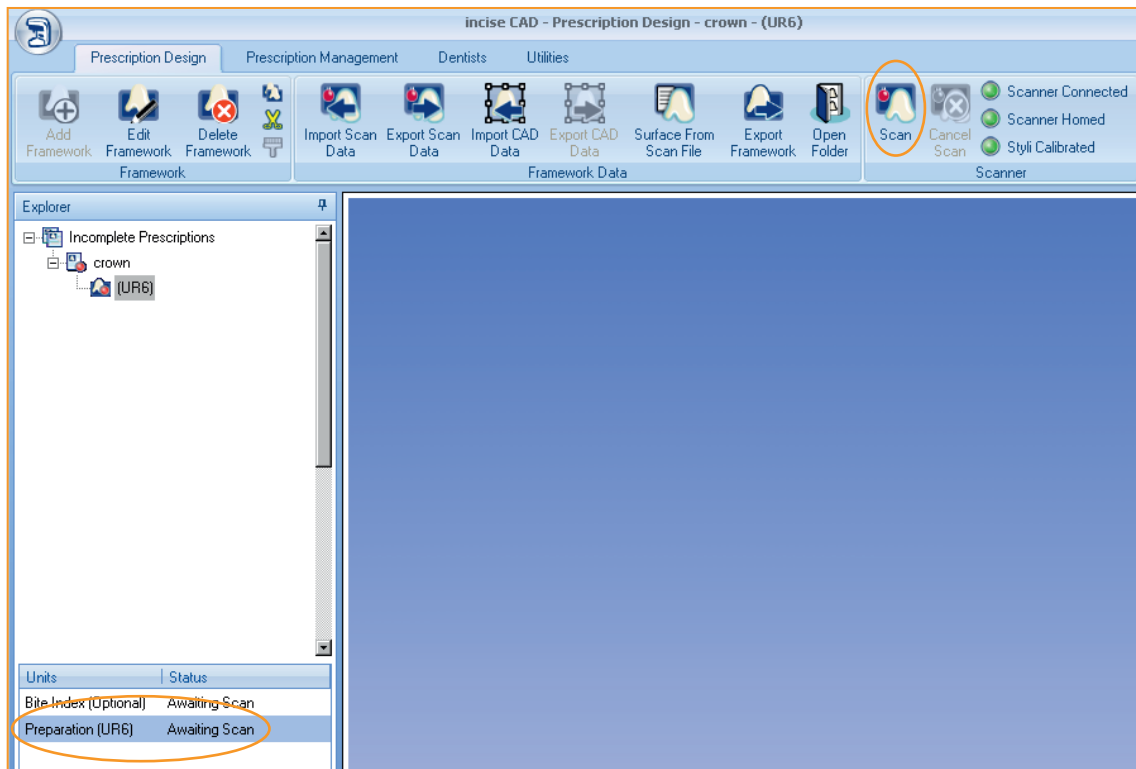 incise CAD - Prescription Design - crown - (UR6)
Prescription Design Prescription Management Dentists Utilities
Add Framework
Edit Framework
Delete Framework
Framework
Import Scan Data
Export Scan Data
Import CAD Data
Export CAD Data
Surface From Scan File
Export Framework
Open Folder
Framework Data
Scan
Cancel Scan
Scanner Connected
Scanner Homed
Styli Calibrated
Scanner
Explorer
Incomplete Prescriptions
crown
(UR6)
Units Status
Bite Index (Optional) Awaiting Scan
Preparation (UR6) Awaiting Scan